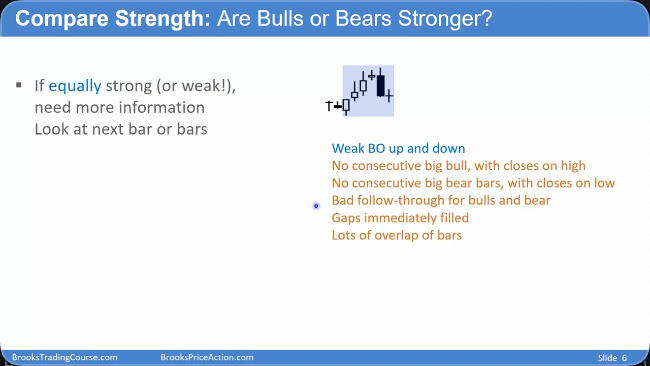 Compare Strength: Are Bulls or Bears Stronger?
If equally strong (or weak!),
need more information
Look at next bar or bars
Weak BO up and down
No consecutive big bull, with closes on high
No consecutive big bear bars, with closes on low
Bad follow-through for bulls and bear
Gaps immediately filled
Lots of overlap of bars
BrooksTradingCourse.com
BrooksPriceAction.com
Slide 6